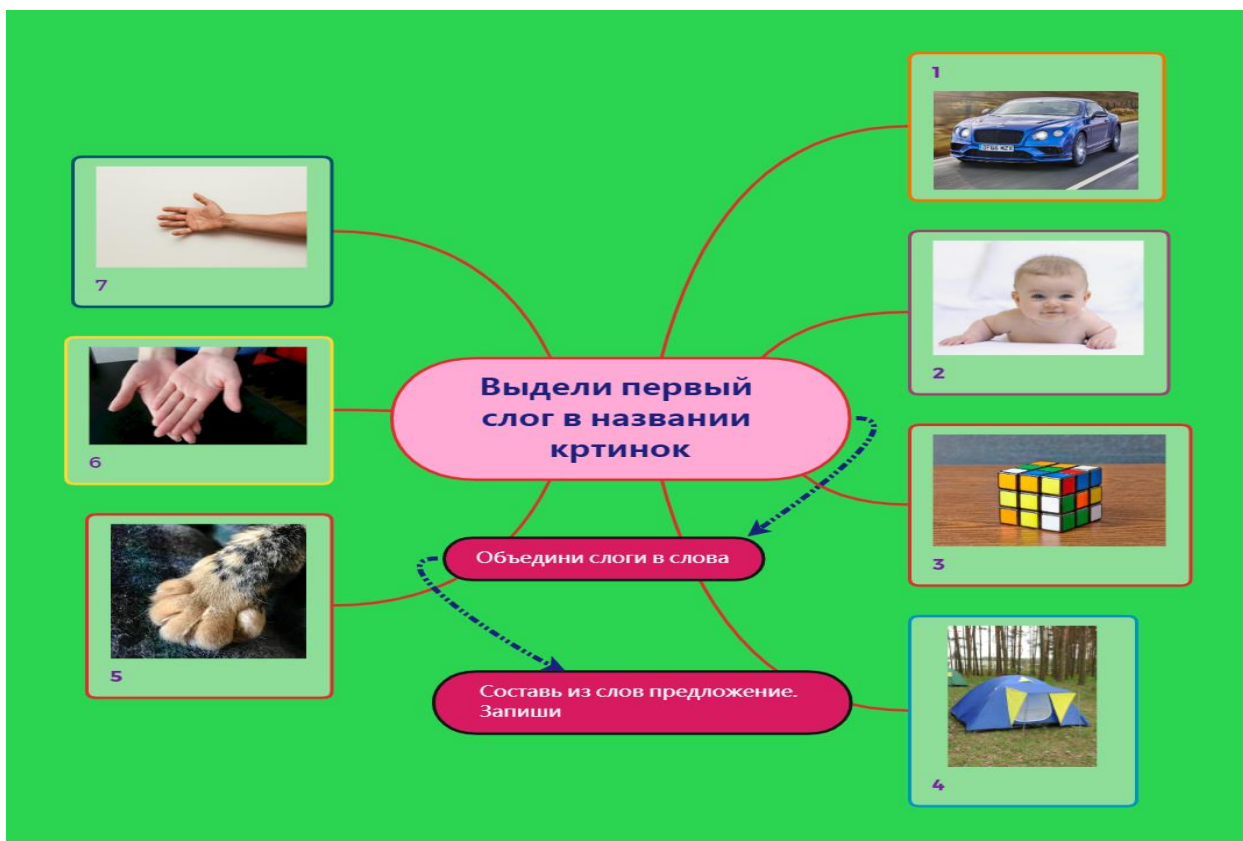 1
2
3
4
5
6
7
Выдели первый
слог в названии
кртинок
Объедини слоги в слова
Составь из слов предложение.
Запиши